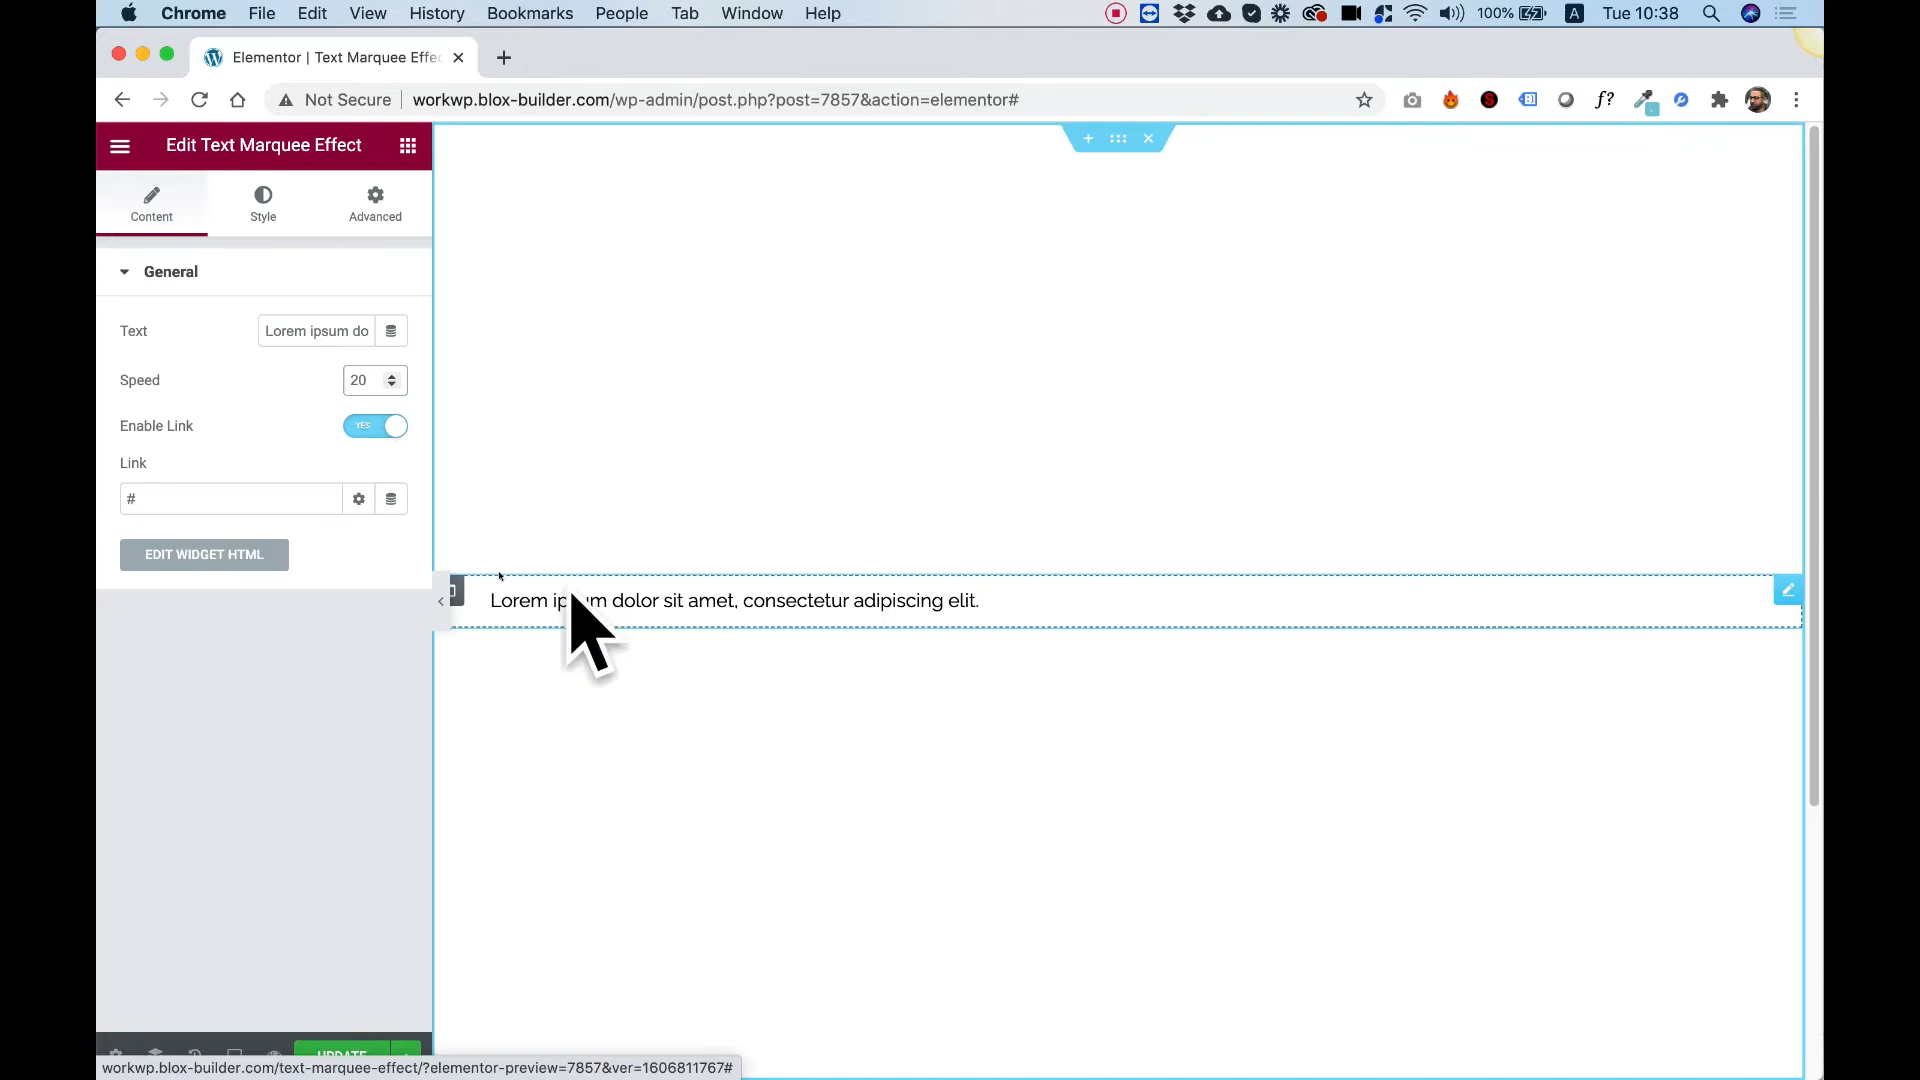 Chrome File Edit View History Bookmarks People Tab Window Help 100% A Tue 10:38
Elementor | Text Marquee Effec
Not Secure workwp.blox-builder.com/wp-admin/post.php?post=7857&action=elementor# f?
Edit Text Marquee Effect
Content Style Advanced
General
Text Lorem ipsum do
Speed 20
Enable Link YES
Link
#
EDIT WIDGET HTML
Lorem ipsum dolor sit amet, consectetur adipiscing elit.
UPDATE
workwp.blox-builder.com/text-marquee-effect/?elementor-preview=7857&ver=1606811767#